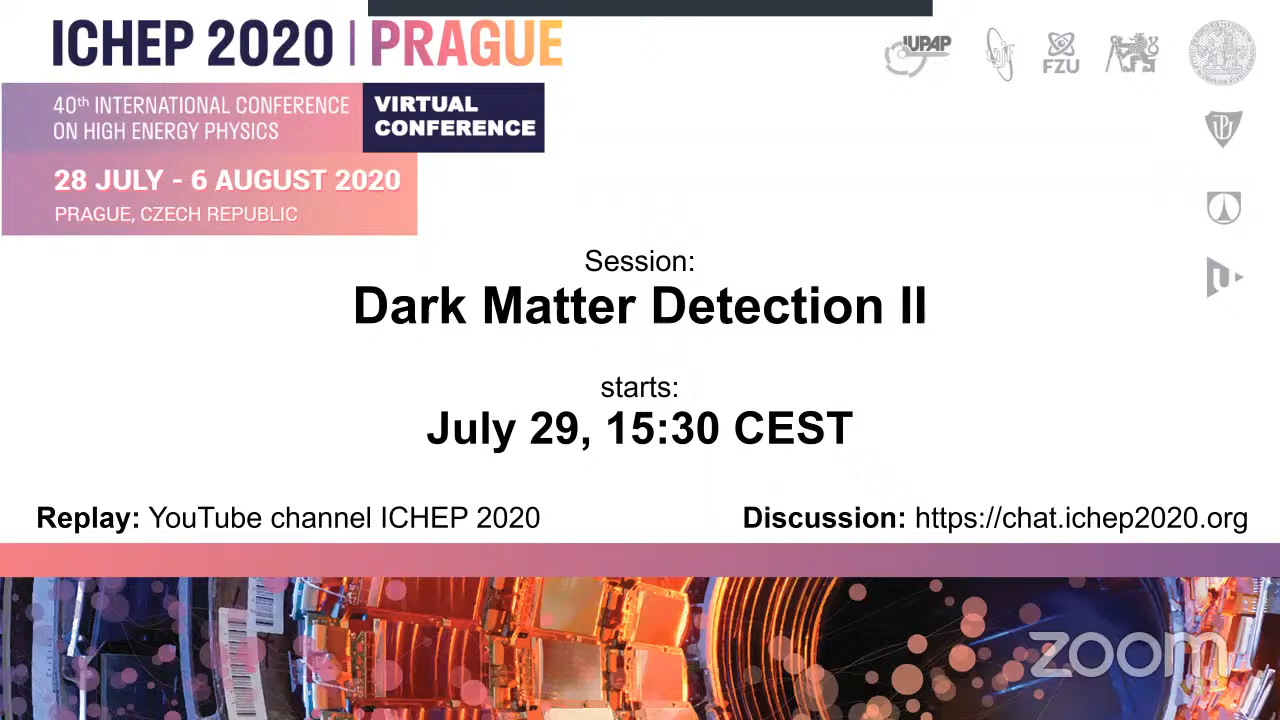 ICHEP 2020 | PRAGUE
IUPAP
FZU
40th INTERNATIONAL CONFERENCE
ON HIGH ENERGY PHYSICS
VIRTUAL
CONFERENCE
28 JULY - 6 AUGUST 2020
PRAGUE, CZECH REPUBLIC
Session:
Dark Matter Detection II
starts:
July 29, 15:30 CEST
Replay: YouTube channel ICHEP 2020
Discussion: https://chat.ichep2020.org
zoom